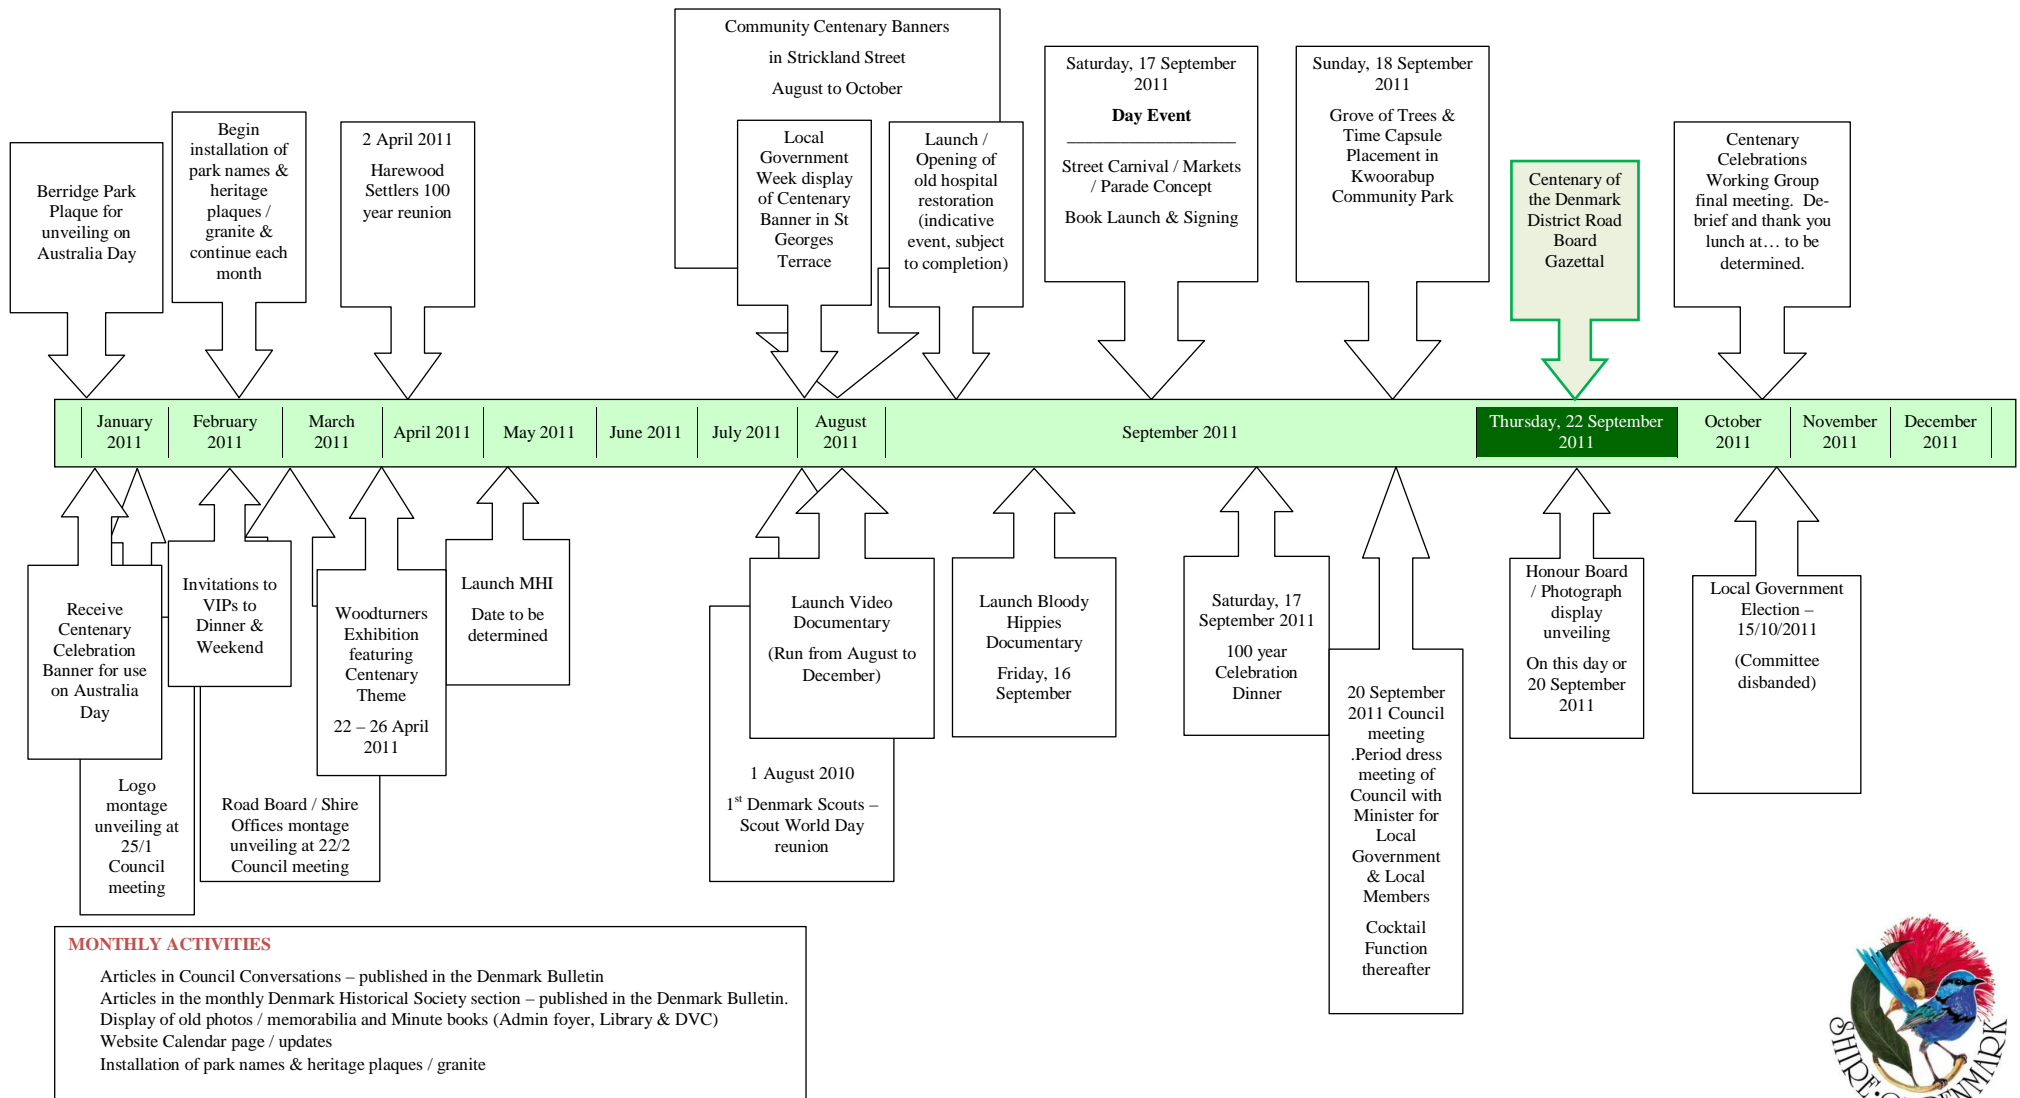 Community Centenary Banners
in Strickland Street
August to October
Berridge Park
Plaque for
unveiling on
Australia Day
Begin
installation of
park names &
heritage
plaques /
granite &
continue each
month
2 April 2011
Harewood
Settlers 100
year reunion
Local
Government
Week display
of Centenary
Banner in St
Georges
Terrace
Launch /
Opening of
old hospital
restoration
(indicative
event, subject
to completion)
Saturday, 17 September
2011
Day Event
Street Carnival / Markets
/ Parade Concept
Book Launch & Signing
Sunday, 18 September
2011
Grove of Trees &
Time Capsule
Placement in
Kwoorabup
Community Park
Centenary of
the Denmark
District Road
Board
Gazettal
Centenary
Celebrations
Working Group
final meeting.  De-
brief and thank you
lunch at… to be
determined.
January
2011
February
2011
March
2011
April 2011
May 2011
June 2011
July 2011
August
2011
September 2011
Thursday, 22 September
2011
October
2011
November
2011
December
2011
Receive
Centenary
Celebration
Banner for use
on Australia
Day
Logo
montage
unveiling at
25/1
Council
meeting
Invitations to
VIPs to
Dinner &
Weekend
Road Board / Shire
Offices montage
unveiling at 22/2
Council meeting
Woodturners
Exhibition
featuring
Centenary
Theme
22 – 26 April
2011
Launch MHI
Date to be
determined
Launch Video
Documentary
(Run from August to
December)
1 August 2010
1st Denmark Scouts –
Scout World Day
reunion
Launch Bloody
Hippies
Documentary
Friday, 16
September
Saturday, 17
September 2011
100 year
Celebration
Dinner
20 September
2011 Council
meeting
.Period dress
meeting of
Council with
Minister for
Local
Government
& Local
Members
Cocktail
Function
thereafter
Honour Board
/ Photograph
display
unveiling
On this day or
20 September
2011
Local Government
Election –
15/10/2011
(Committee
disbanded)
MONTHLY ACTIVITIES
Articles in Council Conversations – published in the Denmark Bulletin
Articles in the monthly Denmark Historical Society section – published in the Denmark Bulletin.
Display of old photos / memorabilia and Minute books (Admin foyer, Library & DVC)
Website Calendar page / updates
Installation of park names & heritage plaques / granite
SHIRE OF DENMARK